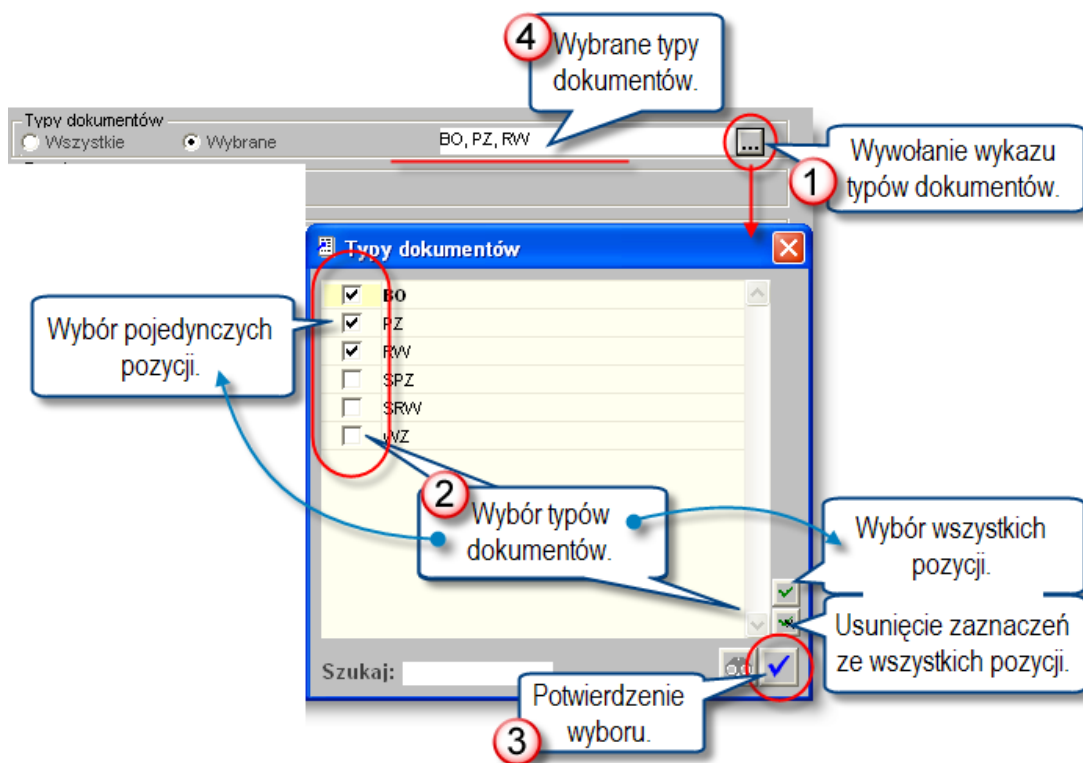 4
Wybrane typy
dokumentów.
Typy dokumentów
Wszystkie
Wybrane
BO, PZ, RW
...
Wywołanie wykazu
typów dokumentów.
1
Typy dokumentów
BO
PZ
RW
SPZ
SRW
WZ
Wybór pojedynczych
pozycji.
2
Wybór typów
dokumentów.
Wybór wszystkich
pozycji.
Usunięcie zaznaczeń
ze wszystkich pozycji.
Szukaj:
Potwierdzenie
wyboru.
3